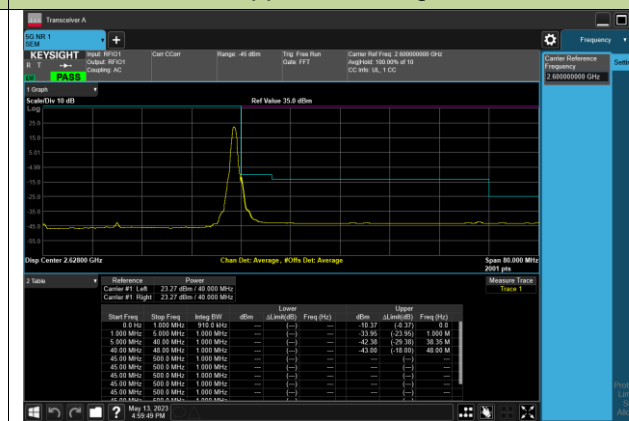 Transceiver A
5G NR 1
SEM
Frequency
KEYSIGHT
R T
PASS
Input: RFIO1
Output: RFIO1
Coupling: AC
Corr CCorr
Range: -45 dBm
Trig: Free Run
Gate: FFT
Carrier Ref Freq: 2.600000000 GHz
Avg|Hold: 100.00% of 10
CC Info: UL, 1 CC
Carrier Reference
Frequency
2.600000000 GHz
1 Graph
Scale/Div 10 dB
Ref Value 35.0 dBm
Log
25.0
15.0
5.01
-4.99
-15.0
-25.0
-35.0
-45.0
-55.0
Disp Center 2.62800 GHz
Chan Det: Average, #Offs Det: Average
Span 80.000 MHz
2001 pts
2 Table
Reference Power
Carrier #1: Left 23.27 dBm / 40.000 MHz
Carrier #1: Right 23.27 dBm / 40.000 MHz
Measure Trace
Trace 1
Lower Upper
Start Freq Stop Freq Integ BW dBm ΔLimit(dB) Freq (Hz) dBm ΔLimit(dB) Freq (Hz)
0.0 Hz 1.000 MHz 910.0 kHz --- (---) --- -10.37 (-0.37) 0.0
1.000 MHz 5.000 MHz 1.000 MHz --- (---) --- -33.95 (-23.95) 1.000 M
5.000 MHz 40.00 MHz 1.000 MHz --- (---) --- -42.38 (-29.38) 38.35 M
40.00 MHz 48.00 MHz 1.000 MHz --- (---) --- -43.00 (-18.00) 48.00 M
45.00 MHz 500.0 MHz 1.000 MHz --- (---) --- --- (---) ---
45.00 MHz 500.0 MHz 1.000 MHz --- (---) --- --- (---) ---
45.00 MHz 500.0 MHz 1.000 MHz --- (---) --- --- (---) ---
45.00 MHz 500.0 MHz 1.000 MHz --- (---) --- --- (---) ---
45.00 MHz 500.0 MHz 1.000 MHz --- (---) --- --- (---) ---
May 13, 2023
4:59:49 PM